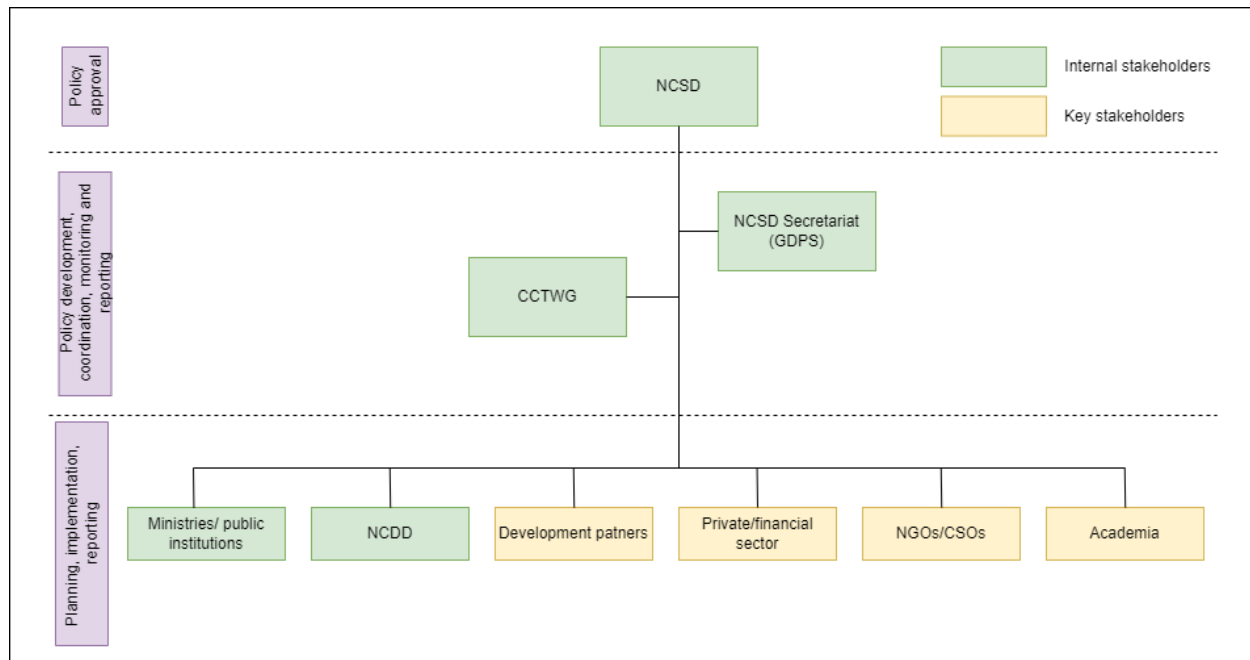 Policy
approval
NCSD
Internal stakeholders
Key stakeholders
Policy development,
coordination, monitoring and
reporting
NCSD Secretariat
(GDPS)
CCTWG
Planning, implementation,
reporting
Ministries/ public
institutions
NCDD
Development patners
Private/financial
sector
NGOs/CSOs
Academia